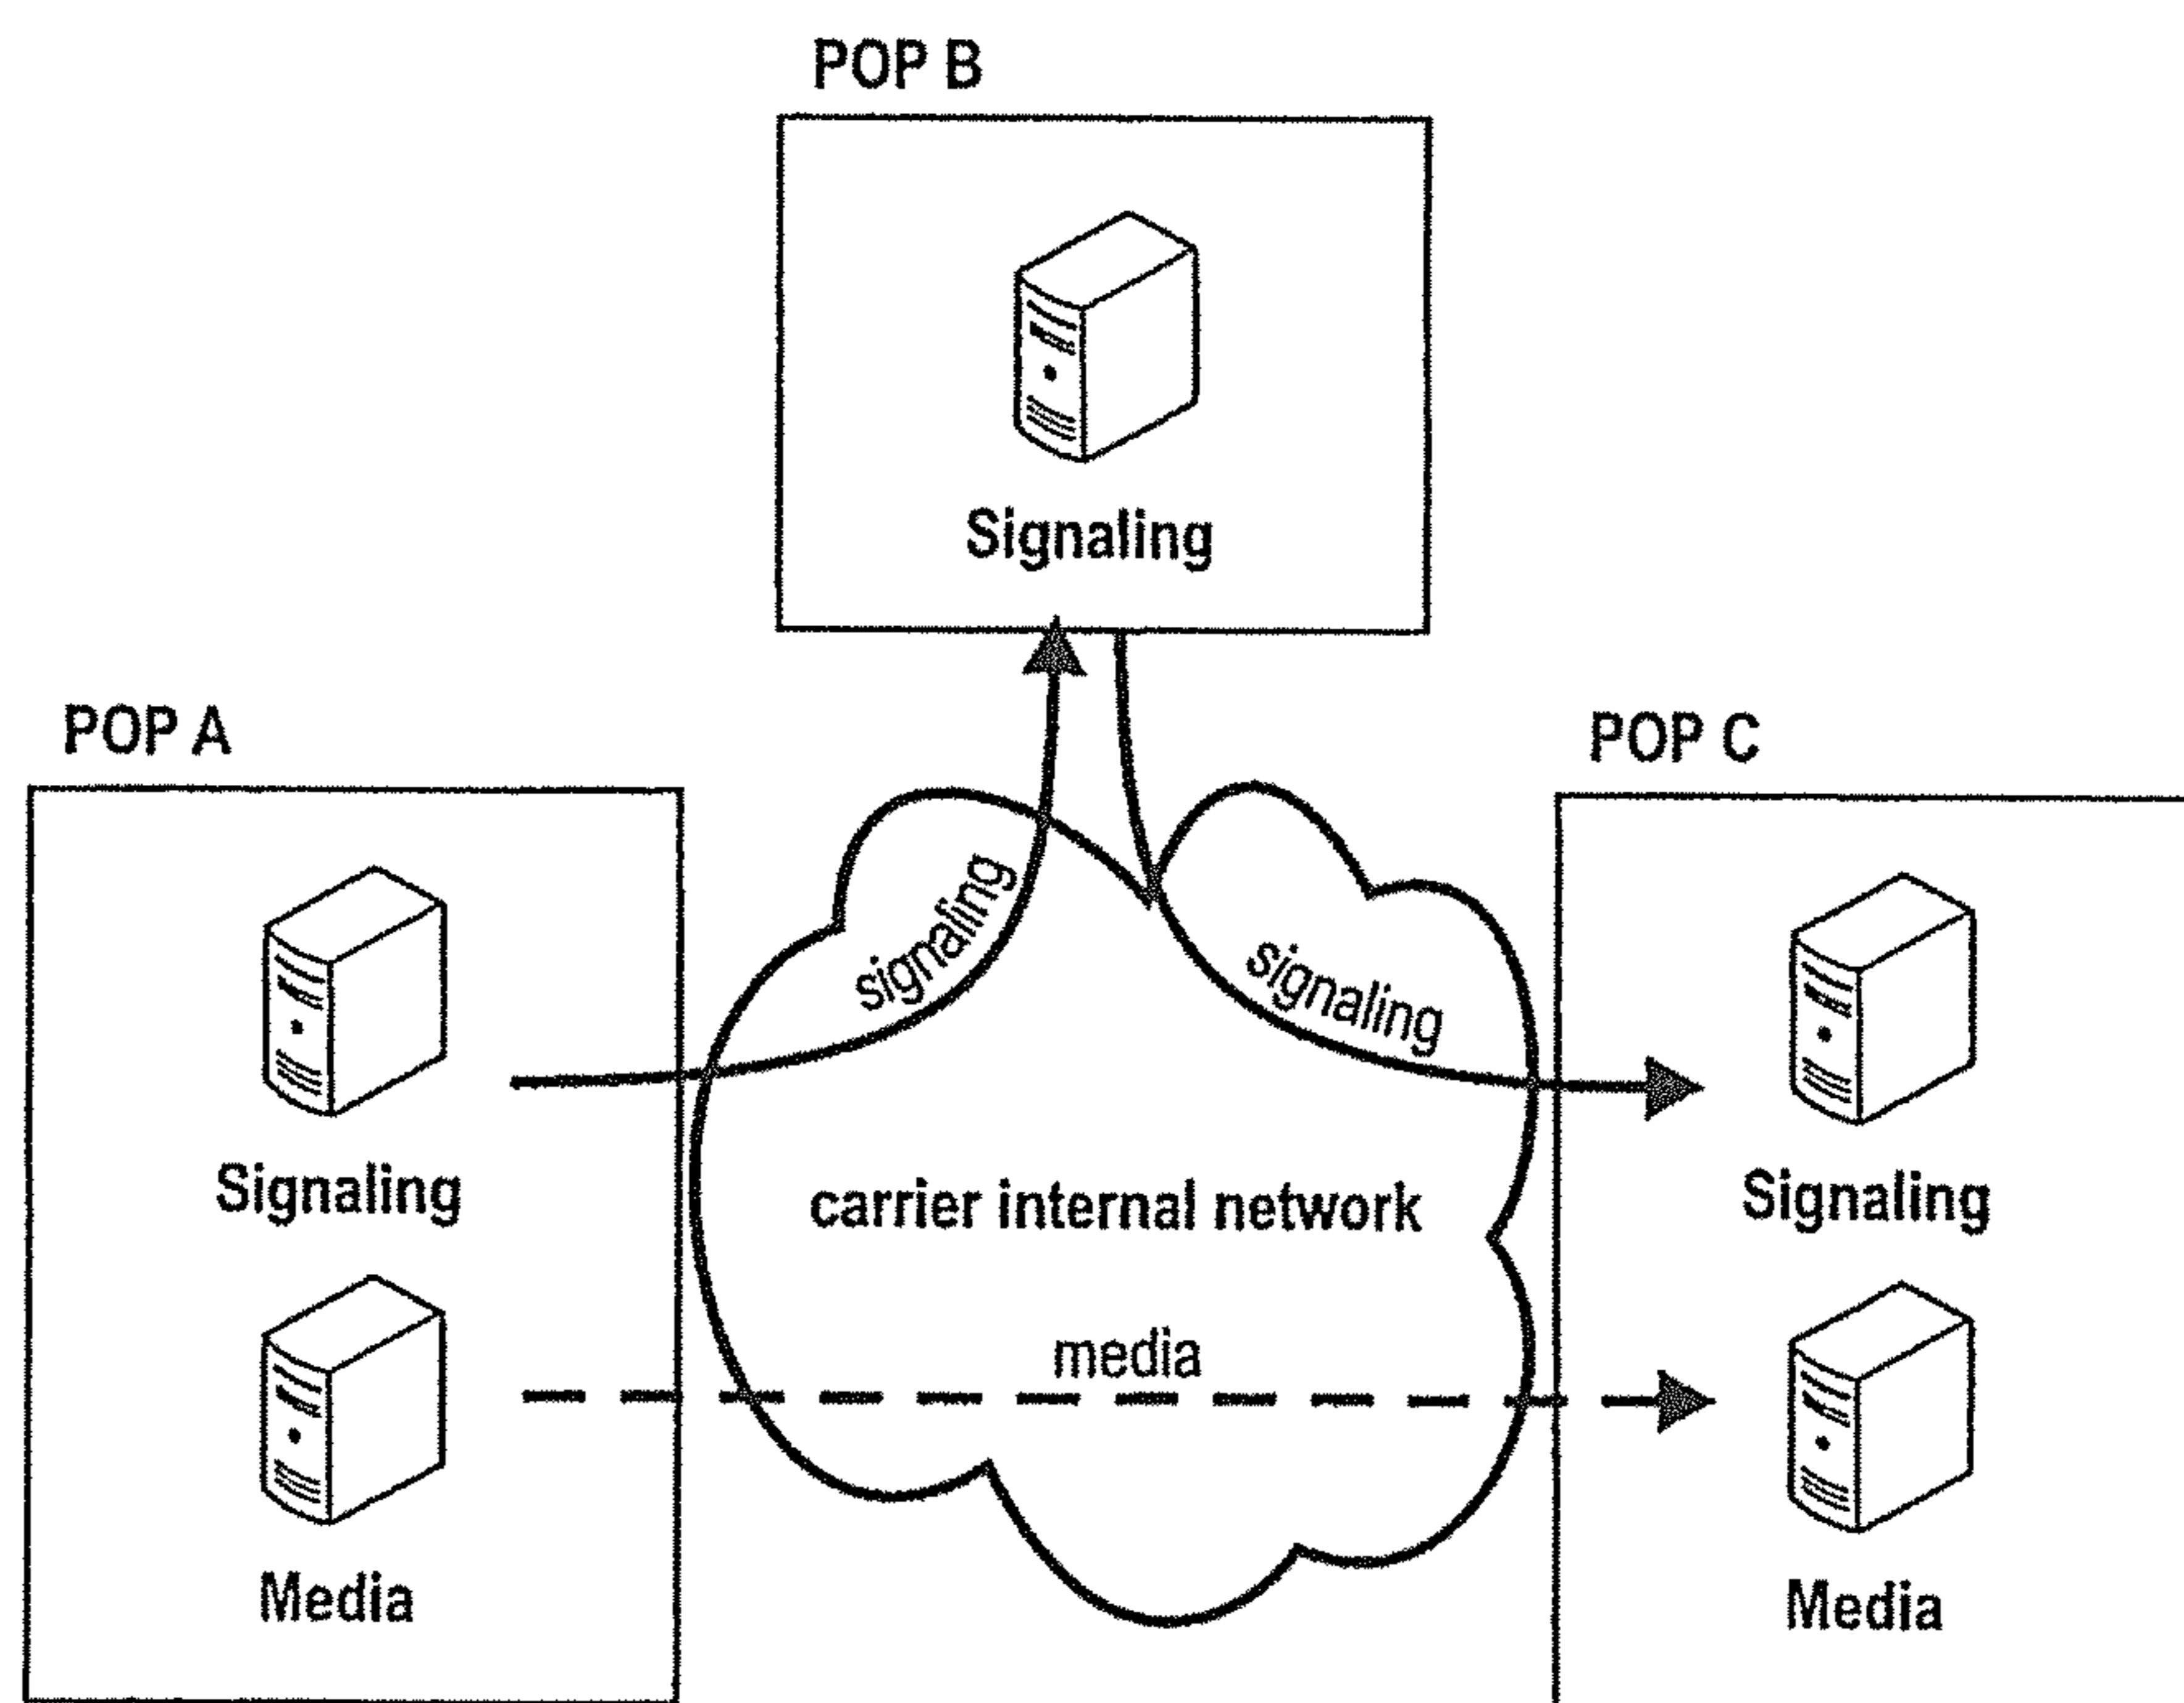 POP B
Signaling
POP A
POP C
signaling
signaling
Signaling
carrier internal network
Signaling
media
Media
Media